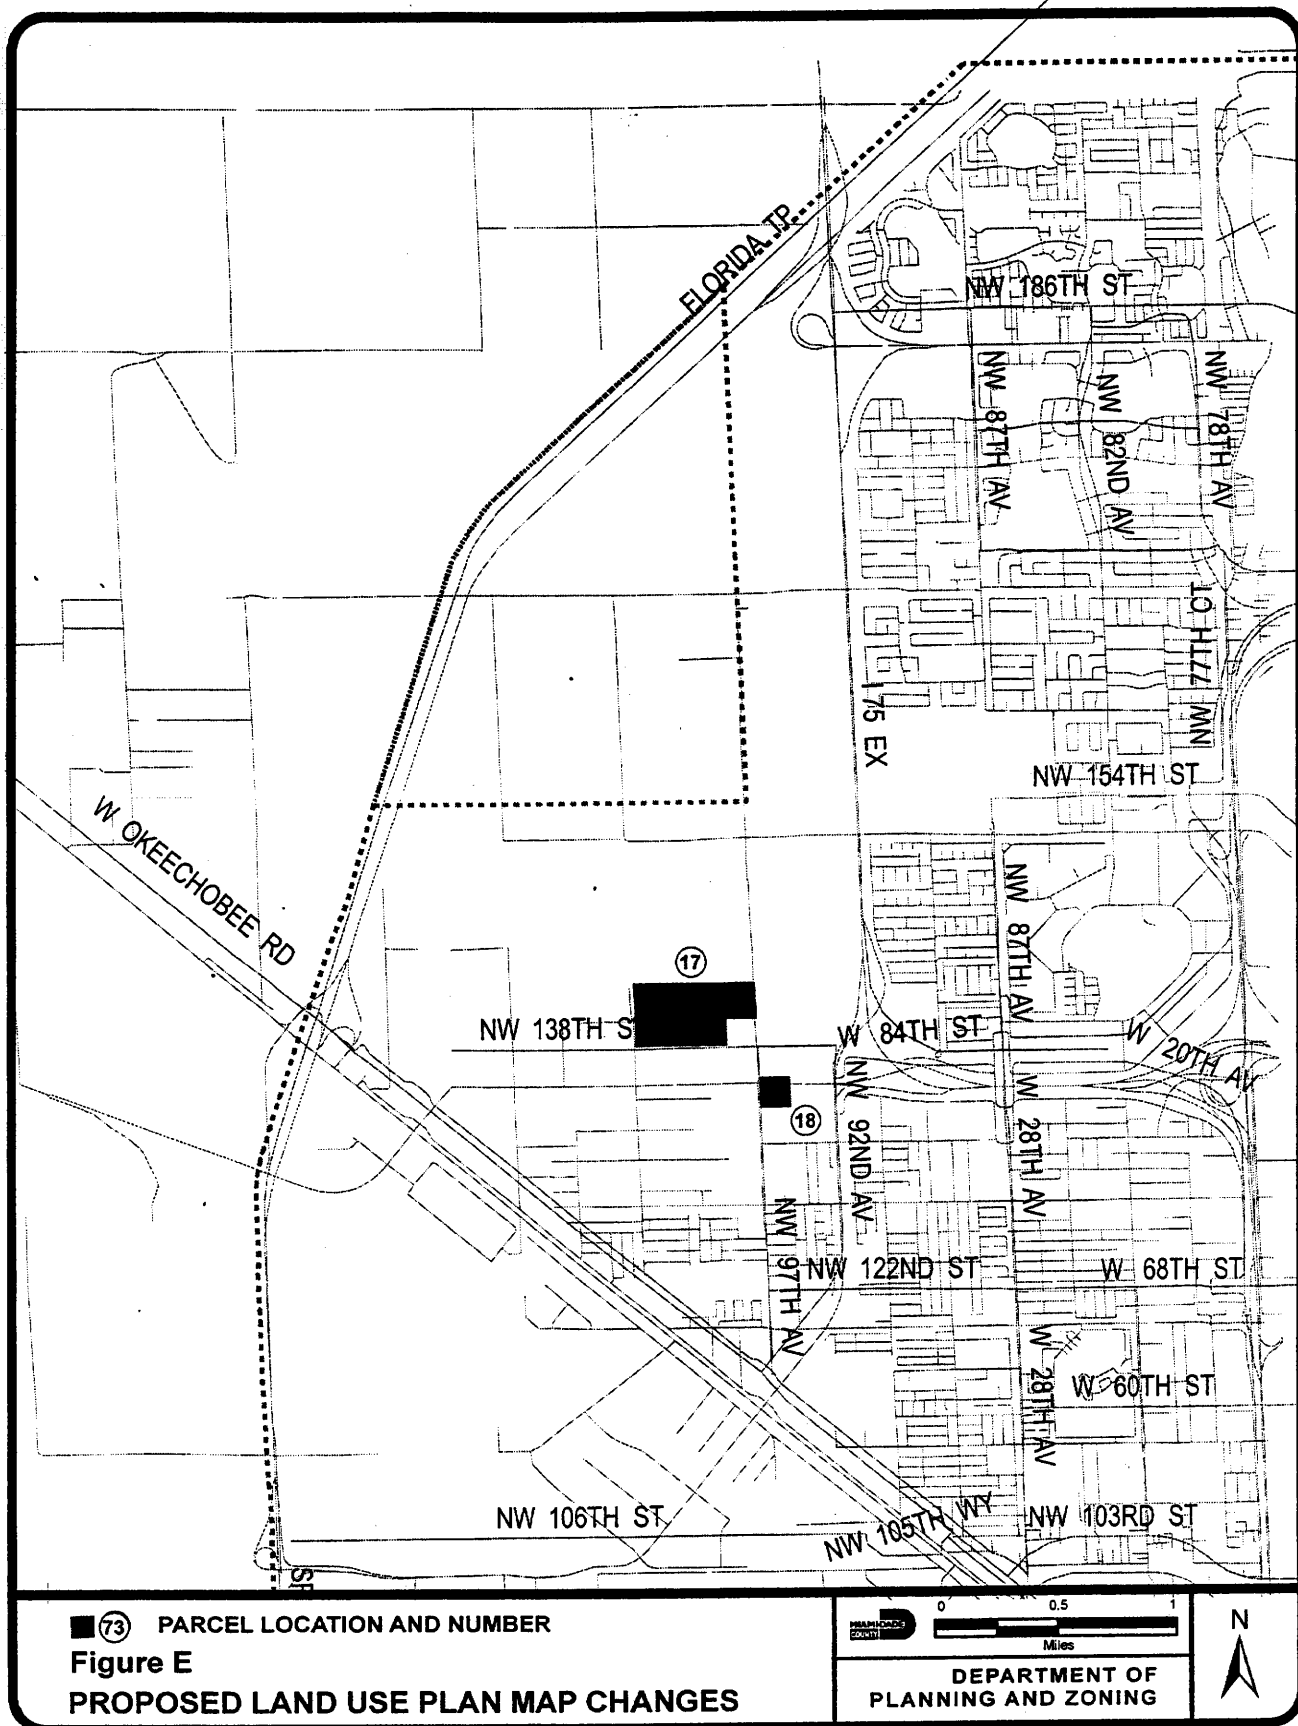 FLORIDA TP
NW 186TH ST
NW 87TH AV
NW 82ND AV
NW 78TH AV
NW 77TH CT
I 75 EX
NW 154TH ST
W OKEECHOBEE RD
NW 87TH AV
17
NW 138TH S
W 84TH ST
W 20TH AV
18
NW 92ND AV
W 28TH AV
NW 97TH AV
NW 122ND ST
W 68TH ST
W 28TH AV
W 60TH ST
NW 106TH ST
NW 105TH WY
NW 103RD ST
SR
73 PARCEL LOCATION AND NUMBER
Figure E
PROPOSED LAND USE PLAN MAP CHANGES
MIAMI-DADE
COUNTY
0 0.5 1
Miles
DEPARTMENT OF
PLANNING AND ZONING
N